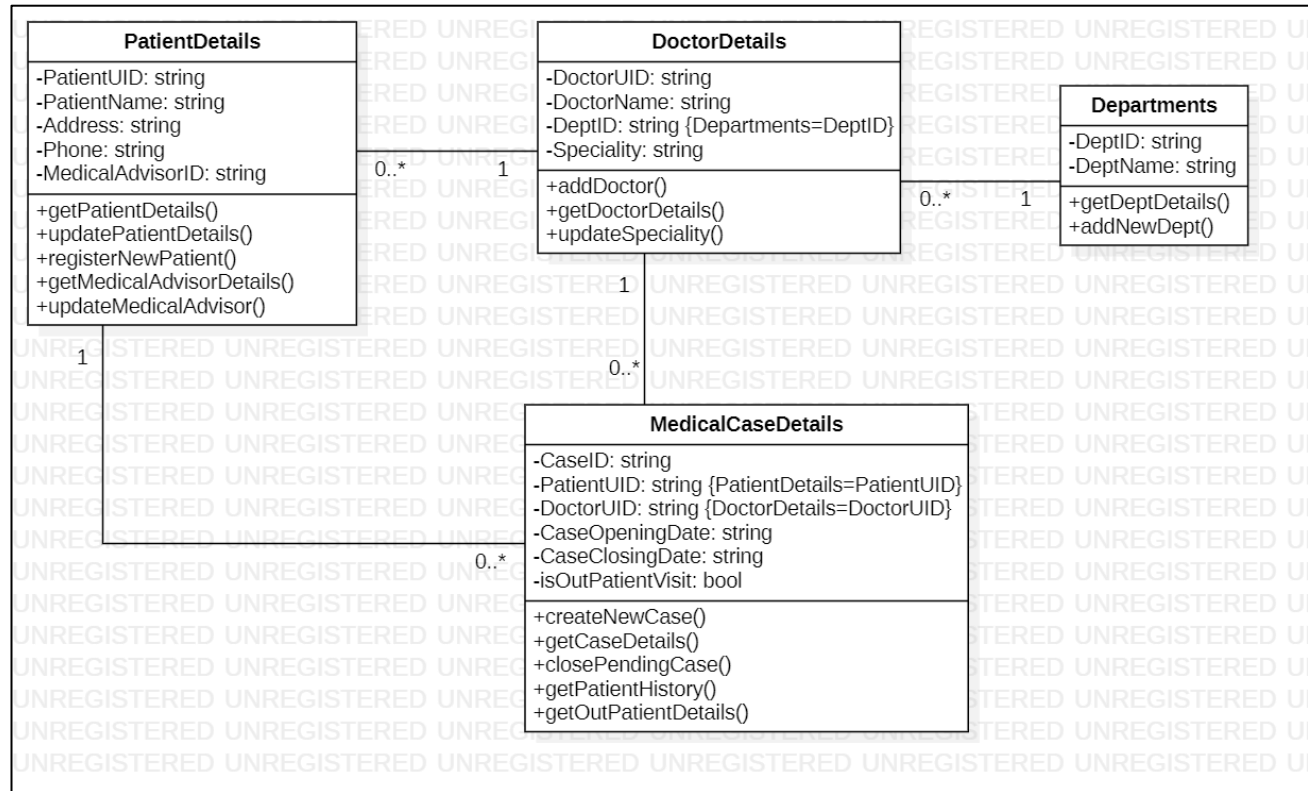 PatientDetails
-PatientUID: string
-PatientName: string
-Address: string
-Phone: string
-MedicalAdvisorID: string
+getPatientDetails()
+updatePatientDetails()
+registerNewPatient()
+getMedicalAdvisorDetails()
+updateMedicalAdvisor()
0..*
1
DoctorDetails
-DoctorUID: string
-DoctorName: string
-DeptID: string {Departments=DeptID}
-Speciality: string
+addDoctor()
+getDoctorDetails()
+updateSpeciality()
0..*
1
Departments
-DeptID: string
-DeptName: string
+getDeptDetails()
+addNewDept()
1
0..*
1
0..*
MedicalCaseDetails
-CaseID: string
-PatientUID: string {PatientDetails=PatientUID}
-DoctorUID: string {DoctorDetails=DoctorUID}
-CaseOpeningDate: string
-CaseClosingDate: string
-isOutPatientVisit: bool
+createNewCase()
+getCaseDetails()
+closePendingCase()
+getPatientHistory()
+getOutPatientDetails()
UNREGISTERED